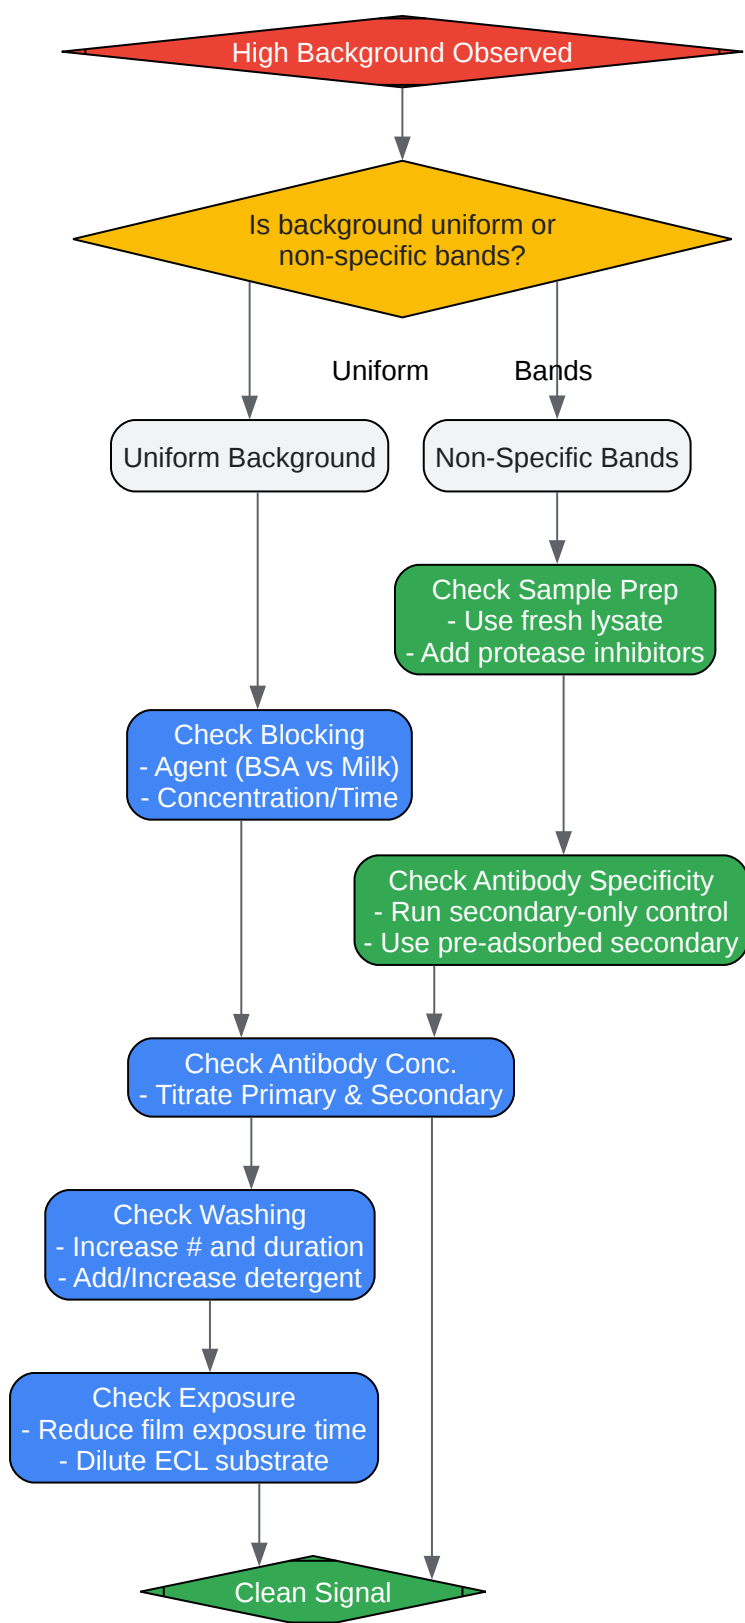 High Background Observed
Is background uniform or
non-specific bands?
Uniform
Bands
Uniform Background
Non-Specific Bands
Check Sample Prep
- Use fresh lysate
- Add protease inhibitors
Check Blocking
- Agent (BSA vs Milk)
- Concentration/Time
Check Antibody Specificity
- Run secondary-only control
- Use pre-adsorbed secondary
Check Antibody Conc.
- Titrate Primary & Secondary
Check Washing
- Increase # and duration
- Add/Increase detergent
Check Exposure
- Reduce film exposure time
- Dilute ECL substrate
Clean Signal